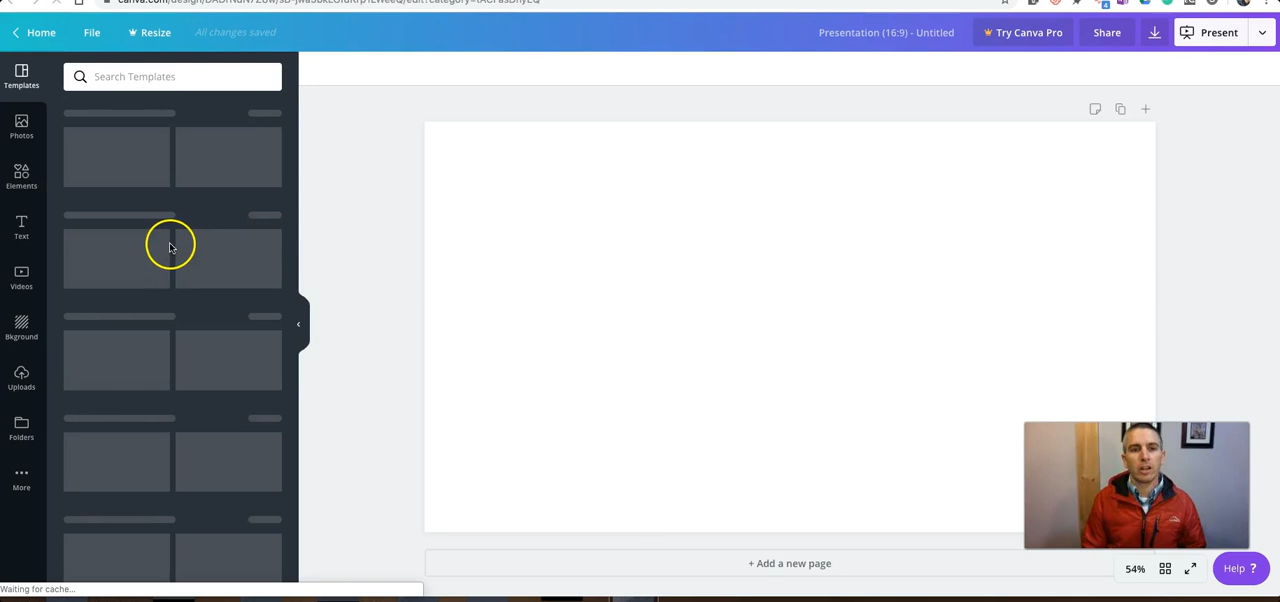 Home
File
Resize
All changes saved
Presentation (16:9) - Untitled
Try Canva Pro
Share
Present
Templates
Search Templates
Photos
Elements
Text
Videos
Bkground
Uploads
Folders
More
+ Add a new page
54%
Help ?
Waiting for cache...